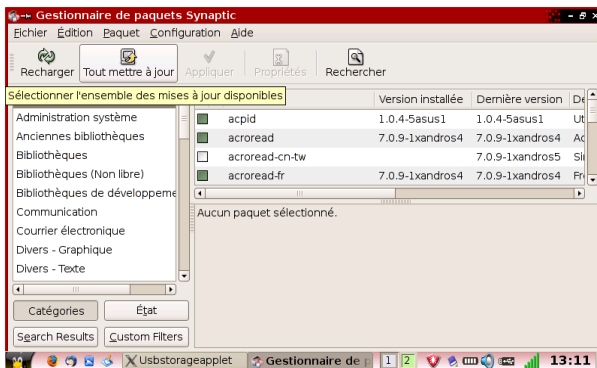 Gestionnaire de paquets Synaptic
Fichier Édition Paquet Configuration Aide
Recharger Tout mettre à jour Appliquer Propriétés Rechercher
Sélectionner l'ensemble des mises à jour disponibles
Version installée Dernière version De
Administration système
Anciennes bibliothèques
Bibliothèques
Bibliothèques (Non libre)
Bibliothèques de développeme
Communication
Courrier électronique
Divers - Graphique
Divers - Texte
acpid 1.0.4-5asus1 1.0.4-5asus1 Ut
acroread 7.0.9-1xandros4 7.0.9-1xandros4 Ac
acroread-cn-tw 7.0.9-1xandros5 Si
acroread-fr 7.0.9-1xandros4 7.0.9-1xandros4 Fr
Aucun paquet sélectionné.
Catégories État
Search Results Custom Filters
Usbstorageapplet Gestionnaire de p 1 2 13:11